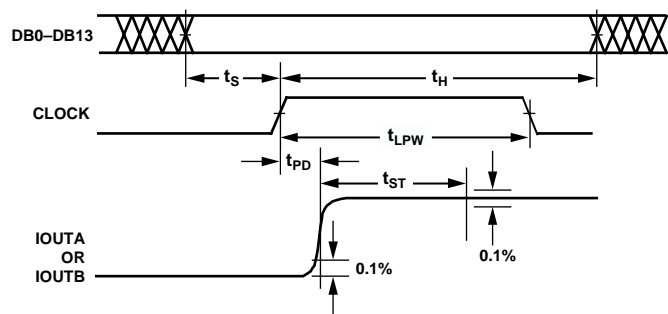 DB0–DB13
tS
tH
CLOCK
tLPW
tPD
tST
IOUTA
OR
IOUTB
0.1%
0.1%